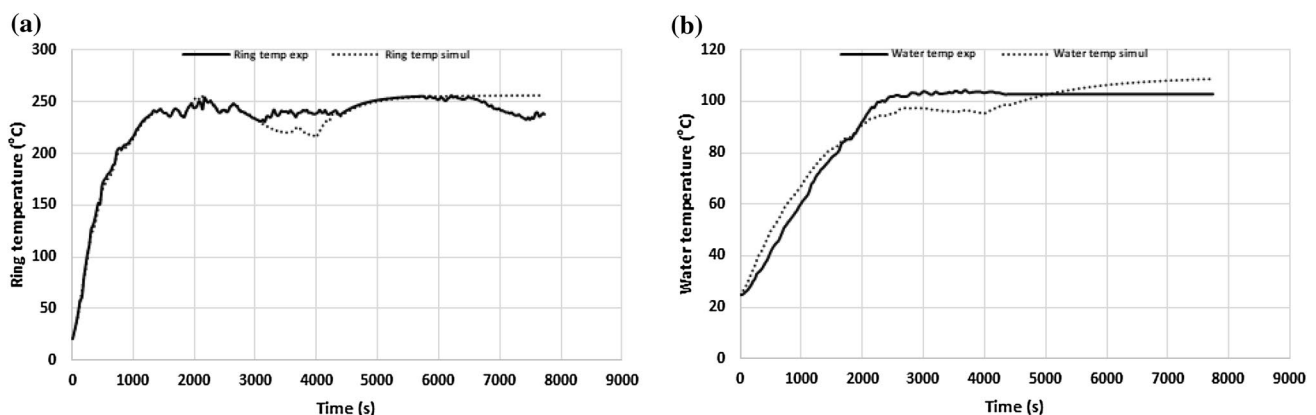 (a)
300
Ring temp exp
Ring temp simul
250
200
150
100
50
0
Ring temperature (°C)
0 1000 2000 3000 4000 5000 6000 7000 8000 9000
Time (s)
(b)
120
Water temp exp
Water temp simul
100
80
60
40
20
0
Water temperature (°C)
0 1000 2000 3000 4000 5000 6000 7000 8000 9000
Time (s)